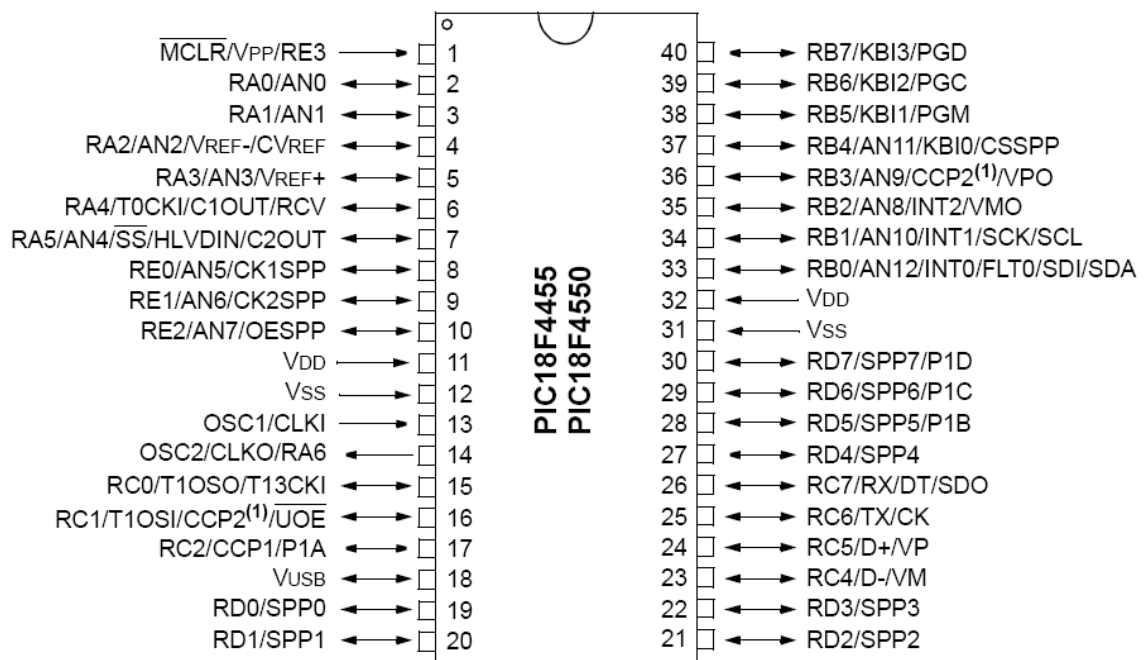 MCLR/VPP/RE3 1
RA0/AN0 2
RA1/AN1 3
RA2/AN2/VREF-/CVREF 4
RA3/AN3/VREF+ 5
RA4/T0CKI/C1OUT/RCV 6
RA5/AN4/SS/HLVDIN/C2OUT 7
RE0/AN5/CK1SPP 8
RE1/AN6/CK2SPP 9
RE2/AN7/OESPP 10
VDD 11
VSS 12
OSC1/CLKI 13
OSC2/CLKO/RA6 14
RC0/T1OSO/T13CKI 15
RC1/T1OSI/CCP2(1)/UOE 16
RC2/CCP1/P1A 17
VUSB 18
RD0/SPP0 19
RD1/SPP1 20
PIC18F4455
PIC18F4550
40 RB7/KBI3/PGD
39 RB6/KBI2/PGC
38 RB5/KBI1/PGM
37 RB4/AN11/KBI0/CSSPP
36 RB3/AN9/CCP2(1)/VPO
35 RB2/AN8/INT2/VMO
34 RB1/AN10/INT1/SCK/SCL
33 RB0/AN12/INT0/FLT0/SDI/SDA
32 VDD
31 VSS
30 RD7/SPP7/P1D
29 RD6/SPP6/P1C
28 RD5/SPP5/P1B
27 RD4/SPP4
26 RC7/RX/DT/SDO
25 RC6/TX/CK
24 RC5/D+/VP
23 RC4/D-/VM
22 RD3/SPP3
21 RD2/SPP2